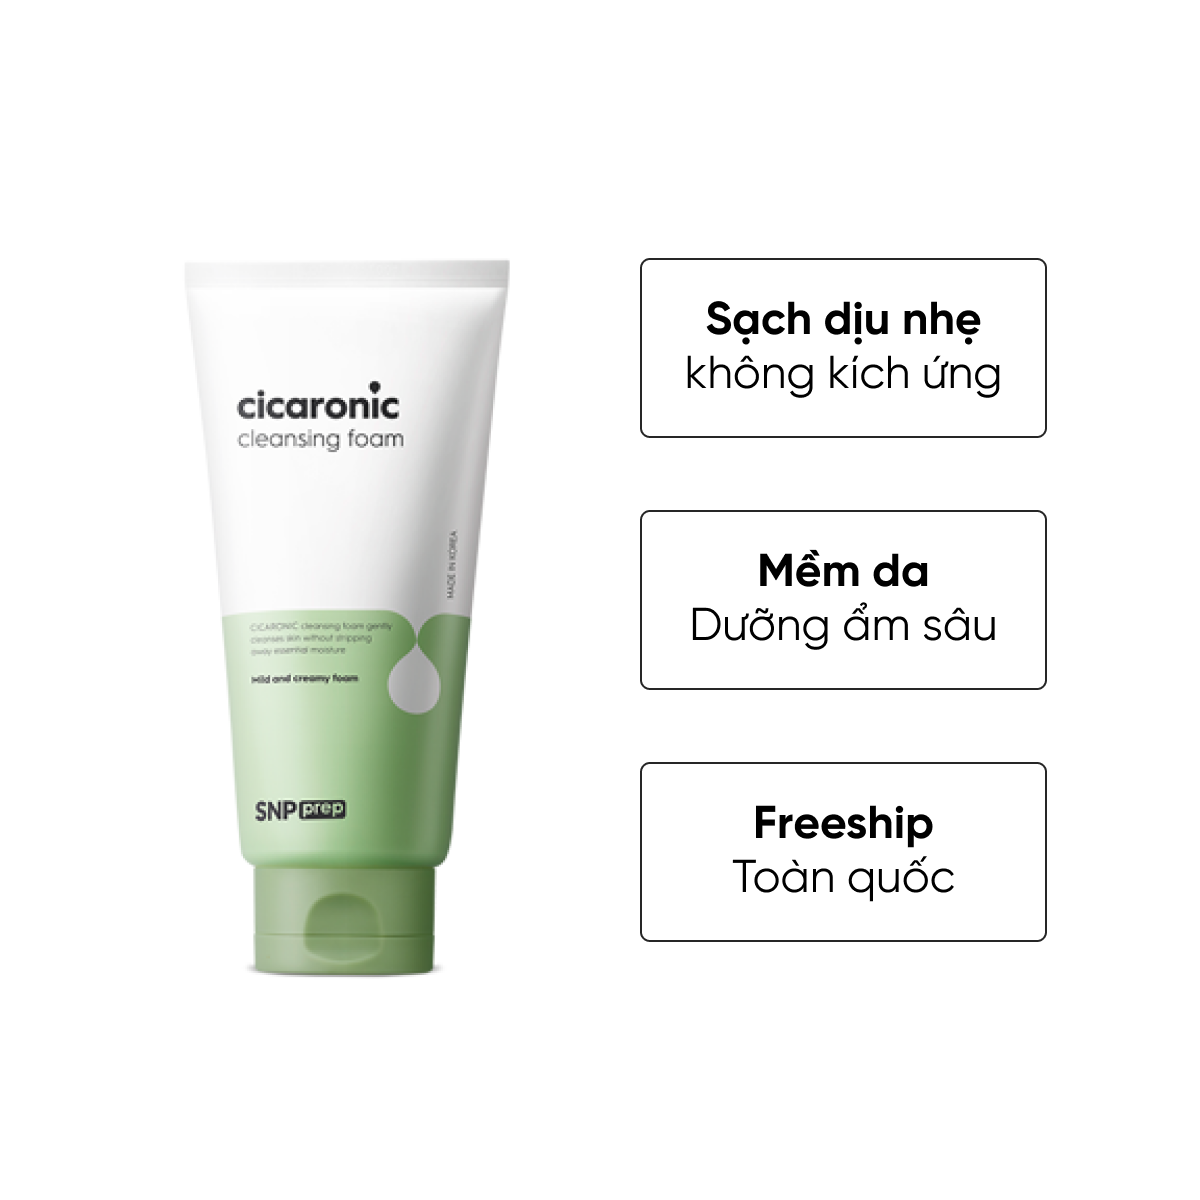 cicaronic
cleansing foam
MADE IN KOREA
CICARONIC cleansing foam gently
cleanses skin without stripping
away essential moisture
Mild and creamy foam
SNP prep
Sạch dịu nhẹ
không kích ứng
Mềm da
Dưỡng ẩm sâu
Freeship
Toàn quốc